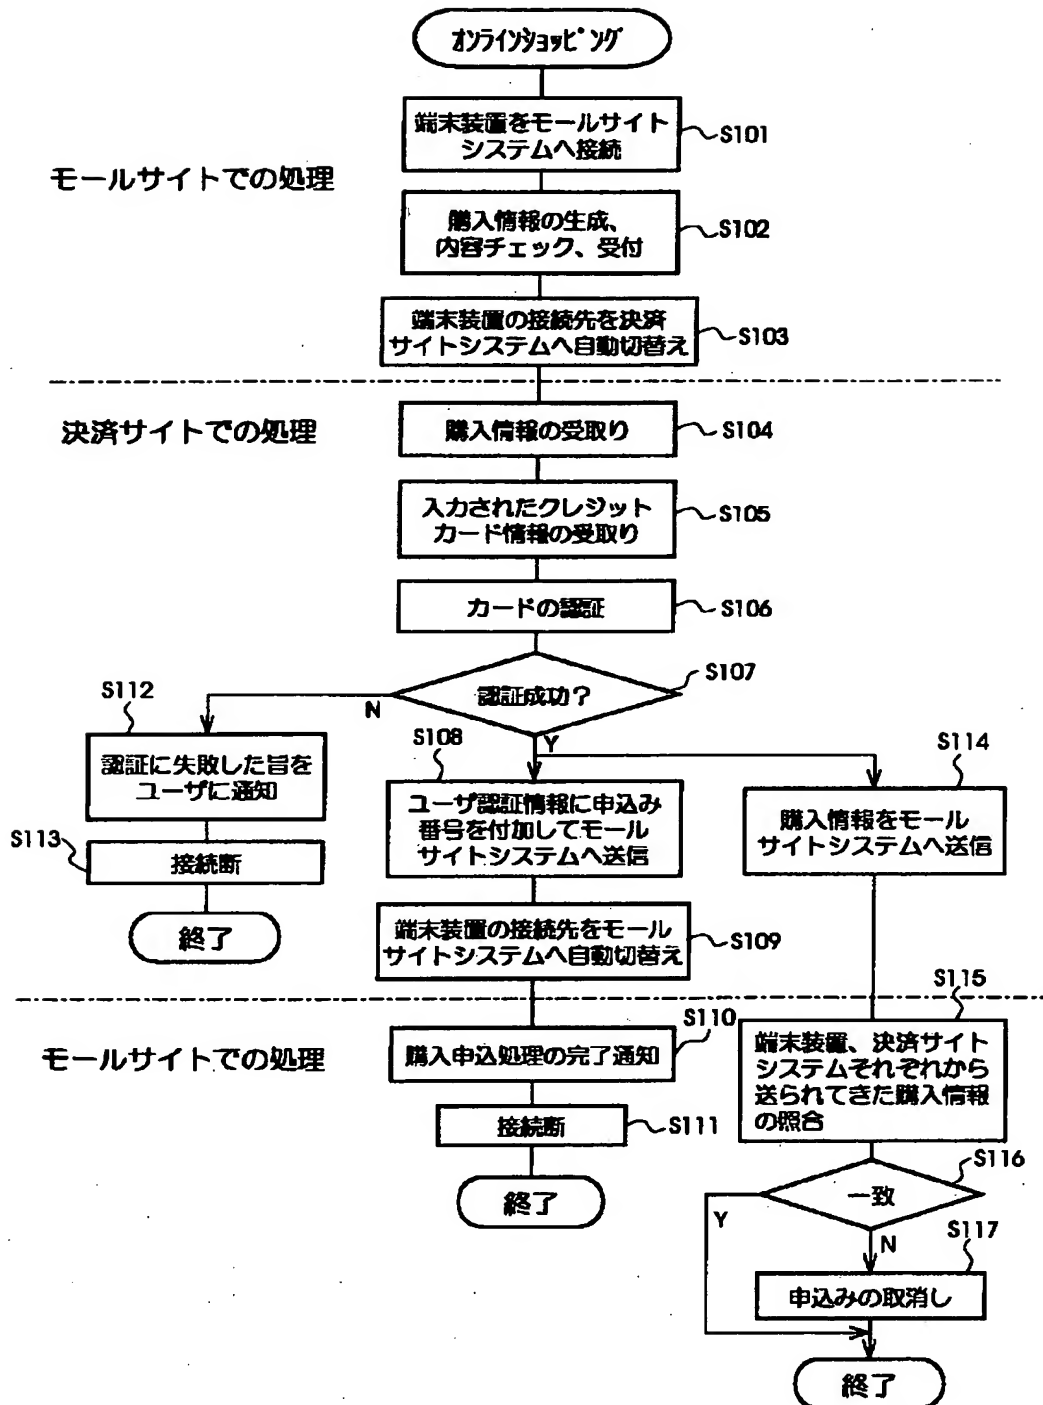 オンラインショッピング
端末装置をモールサイト
システムへ接続
S101
モールサイトでの処理
購入情報の生成、
内容チェック、受付
S102
端末装置の接続先を決済
サイトシステムへ自動切替え
S103
決済サイトでの処理
購入情報の受取り
S104
入力されたクレジット
カード情報の受取り
S105
カードの認証
S106
認証成功?
S107
N
Y
S112
認証に失敗した旨を
ユーザに通知
S113
接続断
終了
S108
ユーザ認証情報に申込み
番号を付加してモール
サイトシステムへ送信
端末装置の接続先をモール
サイトシステムへ自動切替え
S109
S114
購入情報をモール
サイトシステムへ送信
モールサイトでの処理
S110
購入申込処理の完了通知
接続断
S111
終了
S115
端末装置、決済サイト
システムそれぞれから
送られてきた購入情報
の照合
一致
S116
Y
N
S117
申込みの取消し
終了